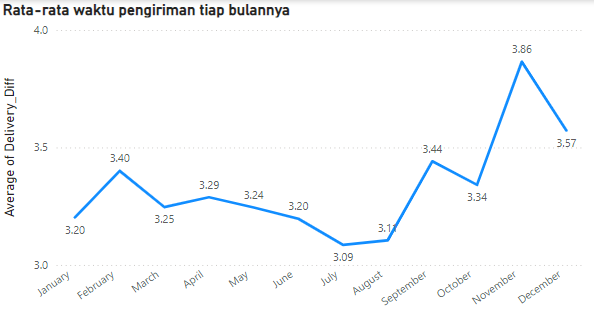 Rata-rata waktu pengiriman tiap bulannya
4.0
3.5
3.0
Average of Delivery_Diff
3.20
3.40
3.25
3.29
3.24
3.20
3.09
3.11
3.44
3.34
3.86
3.57
January
February
March
April
May
June
July
August
September
October
November
December